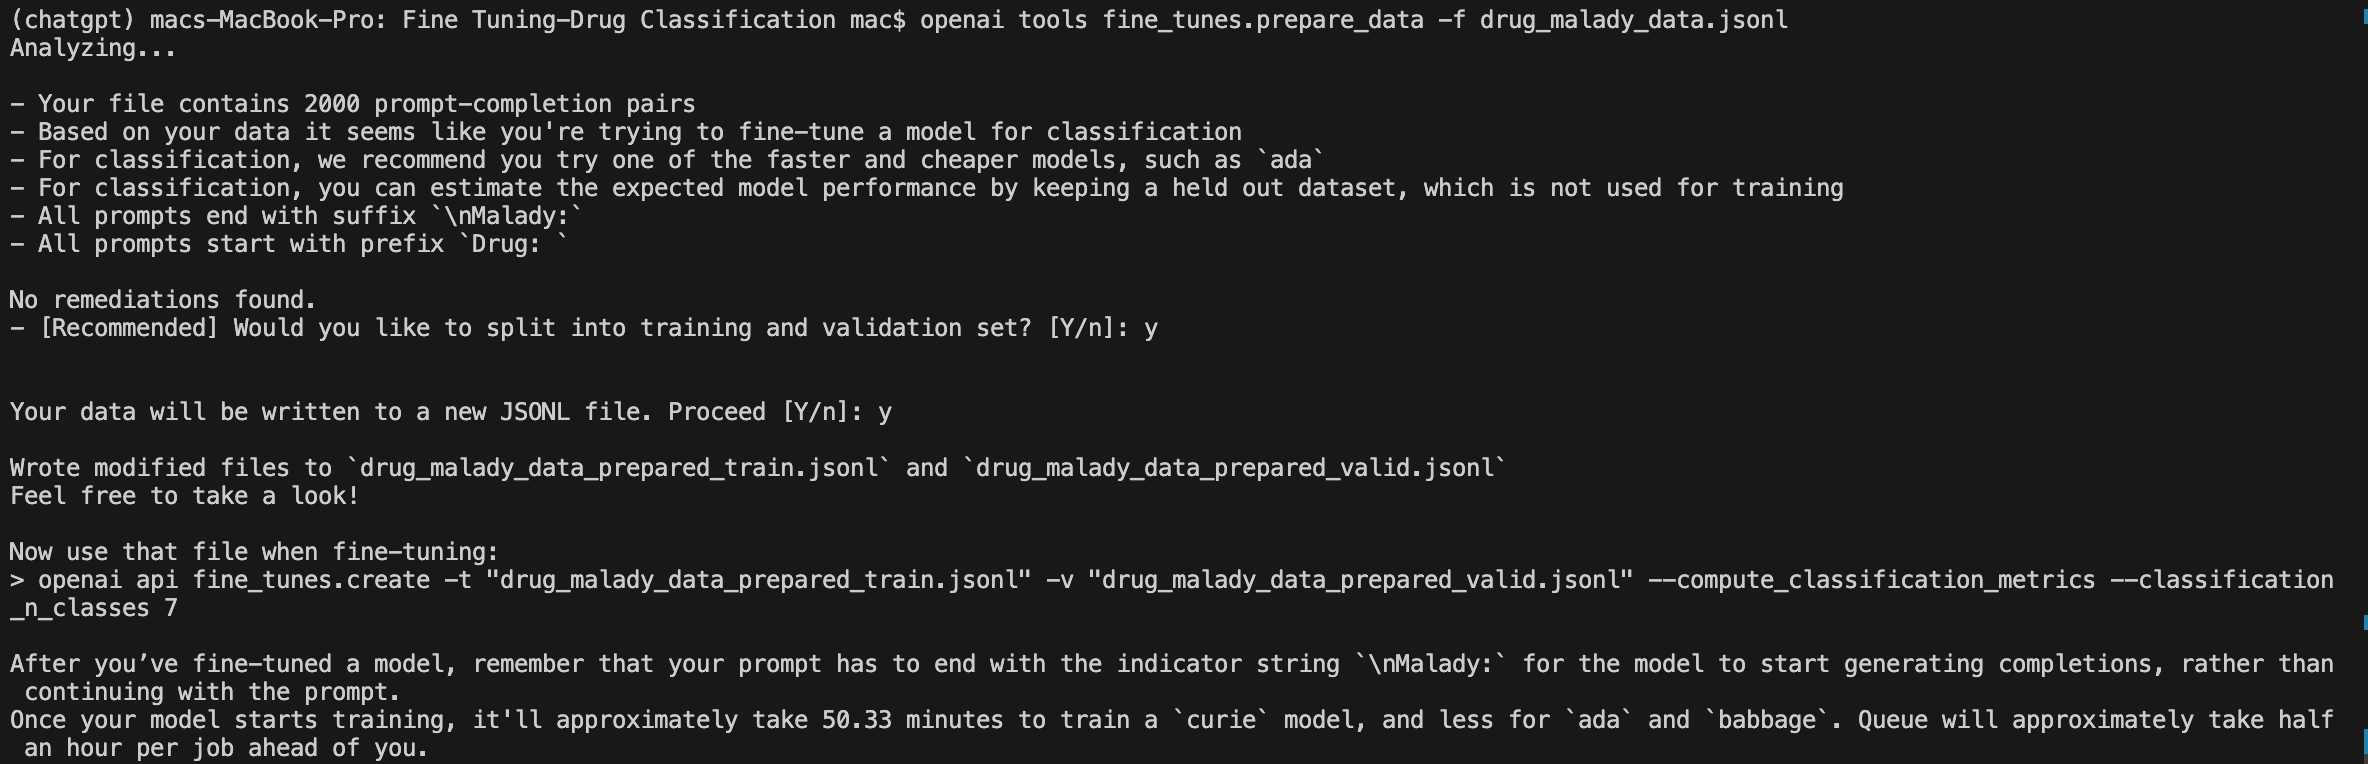 (chatgpt) macs-MacBook-Pro: Fine Tuning-Drug Classification mac$ openai tools fine_tunes.prepare_data -f drug_malady_data.jsonl
Analyzing...
- Your file contains 2000 prompt-completion pairs
- Based on your data it seems like you're trying to fine-tune a model for classification
- For classification, we recommend you try one of the faster and cheaper models, such as `ada`
- For classification, you can estimate the expected model performance by keeping a held out dataset, which is not used for training
- All prompts end with suffix `\nMalady:`
- All prompts start with prefix `Drug: `
No remediations found.
- [Recommended] Would you like to split into training and validation set? [Y/n]: y
Your data will be written to a new JSONL file. Proceed [Y/n]: y
Wrote modified files to `drug_malady_data_prepared_train.jsonl` and `drug_malady_data_prepared_valid.jsonl`
Feel free to take a look!
Now use that file when fine-tuning:
> openai api fine_tunes.create -t "drug_malady_data_prepared_train.jsonl" -v "drug_malady_data_prepared_valid.jsonl" --compute_classification_metrics --classification
_n_classes 7
After you’ve fine-tuned a model, remember that your prompt has to end with the indicator string `\nMalady:` for the model to start generating completions, rather than
continuing with the prompt.
Once your model starts training, it'll approximately take 50.33 minutes to train a `curie` model, and less for `ada` and `babbage`. Queue will approximately take half
an hour per job ahead of you.